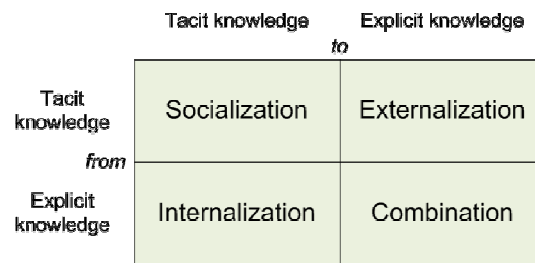 Tacit knowledge Explicit knowledge
to
Tacit
knowledge
Socialization Externalization
from
Explicit
knowledge
Internalization Combination